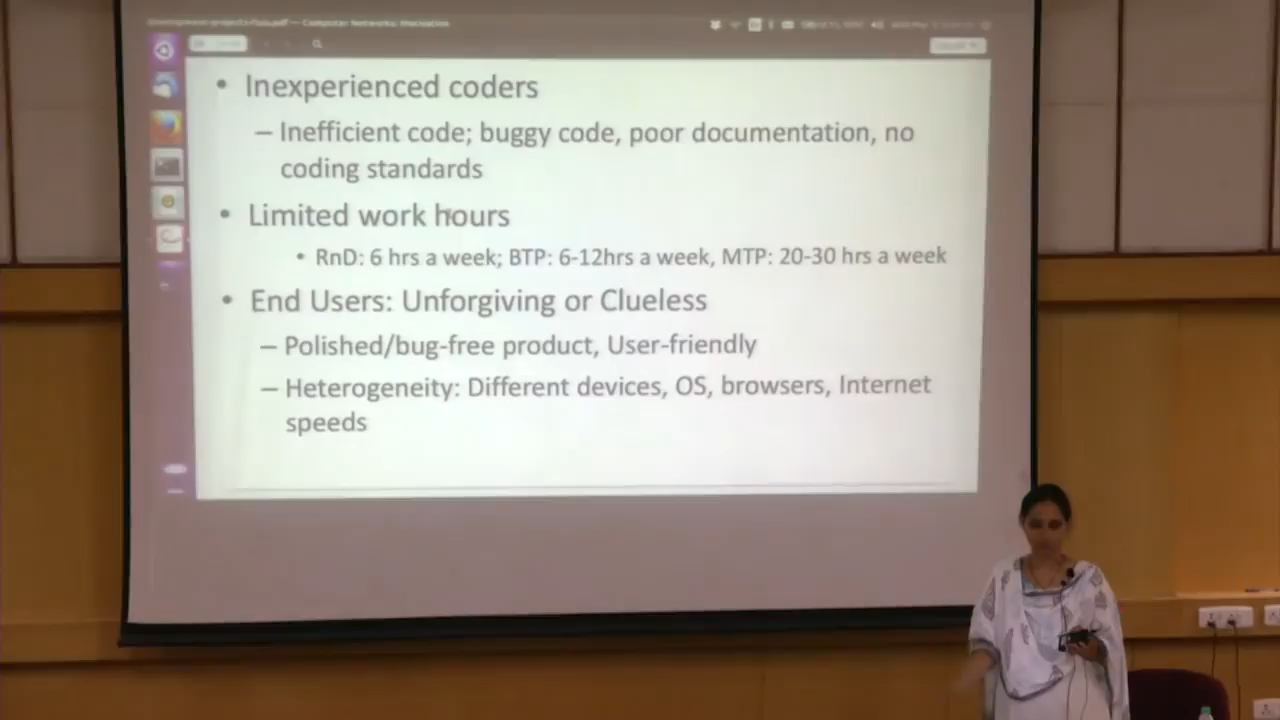 • Inexperienced coders
– Inefficient code; buggy code, poor documentation, no
coding standards
• Limited work hours
• RnD: 6 hrs a week; BTP: 6-12hrs a week, MTP: 20-30 hrs a week
• End Users: Unforgiving or Clueless
– Polished/bug-free product, User-friendly
– Heterogeneity: Different devices, OS, browsers, Internet
speeds